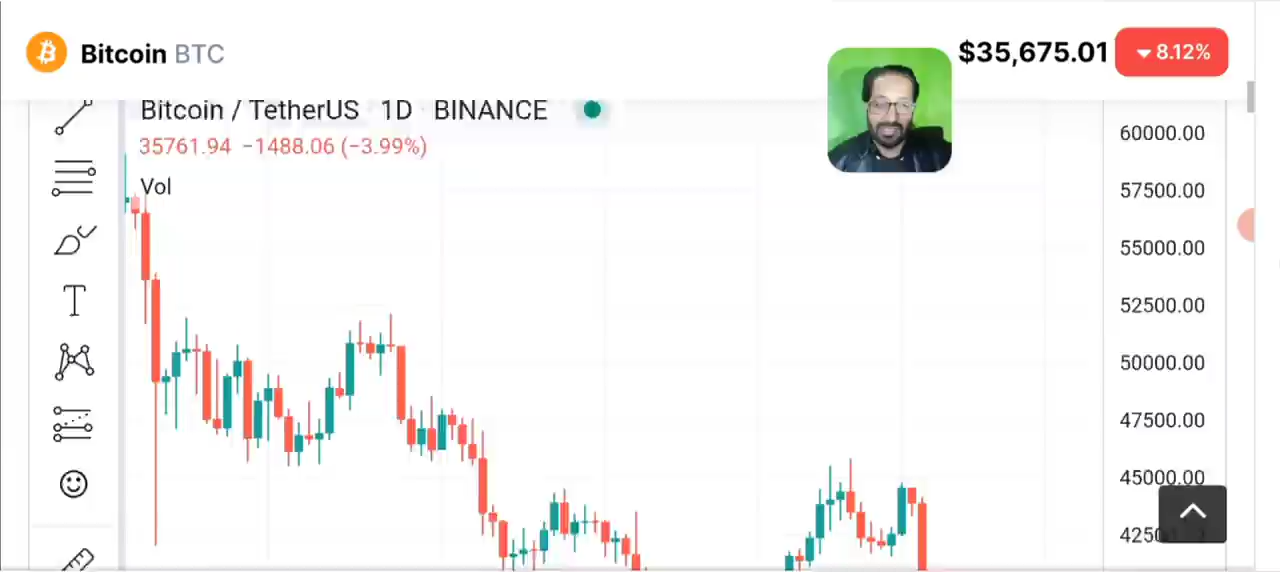 Bitcoin BTC
$35,675.01 8.12%
Bitcoin / TetherUS 1D BINANCE
35761.94 −1488.06 (−3.99%)
Vol
T
60000.00
57500.00
55000.00
52500.00
50000.00
47500.00
45000.00